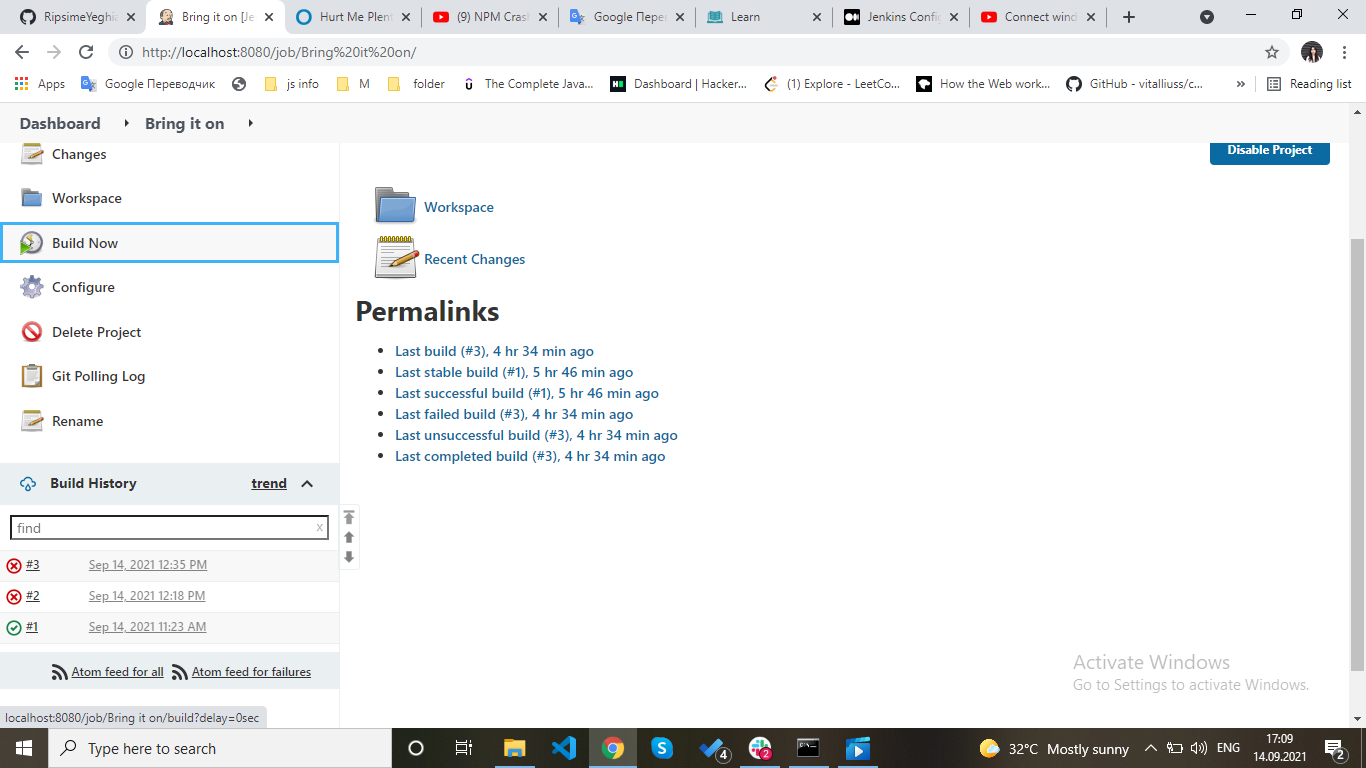 RipsimeYeghia
Bring it on [Je
Hurt Me Plent
(9) NPM Crash
Google Перев
Learn
Jenkins Config
Connect wind
http://localhost:8080/job/Bring%20it%20on/
Apps
Google Переводчик
js info
M
folder
The Complete Java...
Dashboard | Hacker...
(1) Explore - LeetCo...
How the Web work...
GitHub - vitalliuss/c...
»
Reading list
Dashboard
Bring it on
Changes
Disable Project
Workspace
Workspace
Build Now
Recent Changes
Configure
Permalinks
Delete Project
Last build (#3), 4 hr 34 min ago
Last stable build (#1), 5 hr 46 min ago
Git Polling Log
Last successful build (#1), 5 hr 46 min ago
Last failed build (#3), 4 hr 34 min ago
Rename
Last unsuccessful build (#3), 4 hr 34 min ago
Last completed build (#3), 4 hr 34 min ago
Build History
trend
find
x
#3 Sep 14, 2021 12:35 PM
#2 Sep 14, 2021 12:18 PM
#1 Sep 14, 2021 11:23 AM
Atom feed for all
Atom feed for failures
Activate Windows
Go to Settings to activate Windows.
localhost:8080/job/Bring it on/build?delay=0sec
Type here to search
4
2
32°C Mostly sunny
ENG
17:09
14.09.2021
2